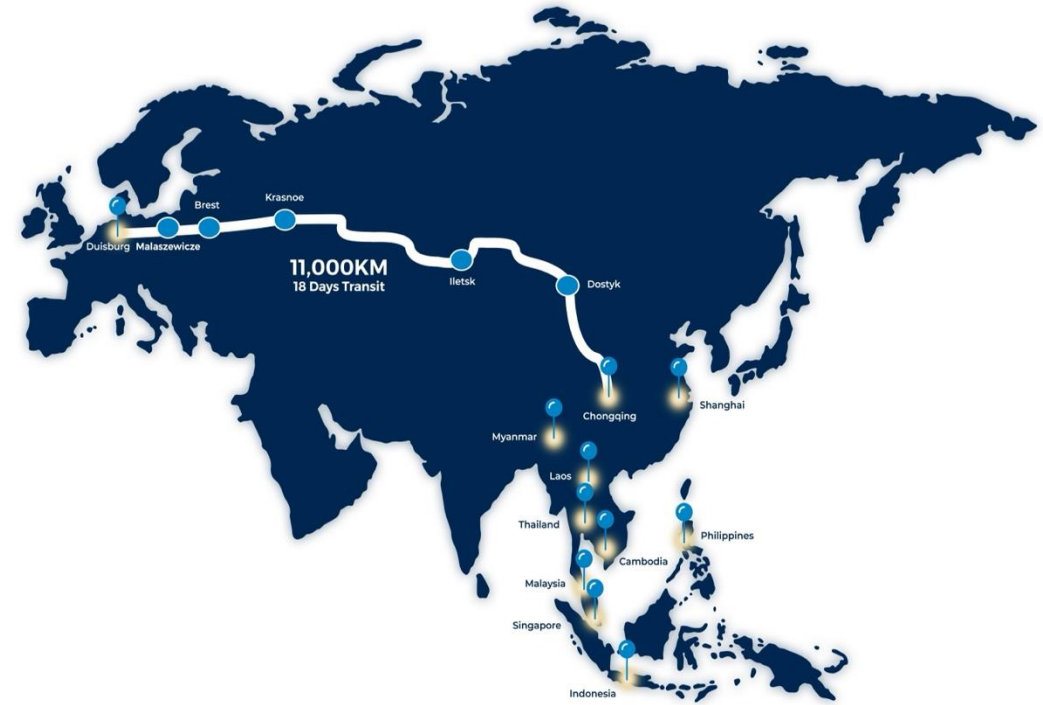 Krasnoe
Brest
Duisburg
Malaszewicze
11,000KM
18 Days Transit
Iletsk
Dostyk
Chongqing
Shanghai
Myanmar
Laos
Thailand
Philippines
Cambodia
Malaysia
Singapore
Indonesia